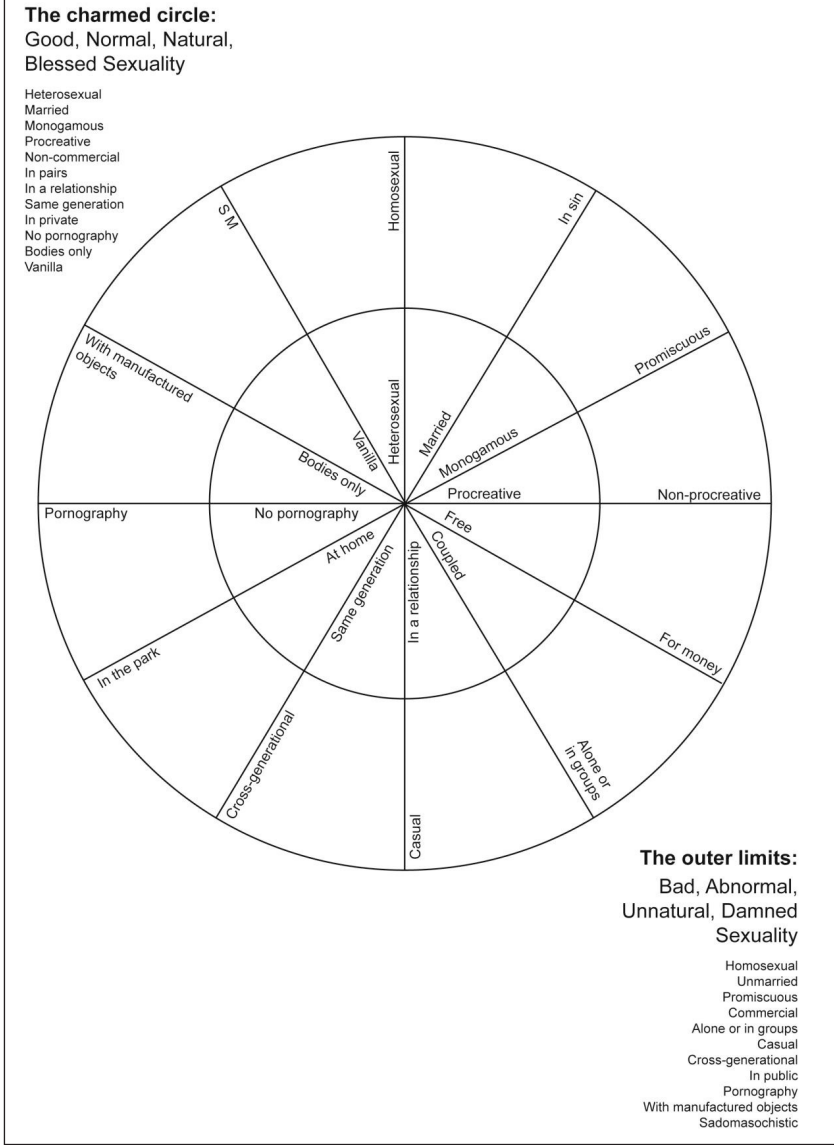 The charmed circle:
Good, Normal, Natural,
Blessed Sexuality
Heterosexual
Married
Monogamous
Procreative
Non-commercial
In pairs
In a relationship
Same generation
In private
No pornography
Bodies only
Vanilla
Homosexual
In sin
Promiscuous
Non-procreative
For money
Alone or
in groups
Casual
Cross-generational
In the park
Pornography
With manufactured
objects
S M
Heterosexual
Married
Monogamous
Procreative
Free
Coupled
In a relationship
Same generation
At home
No pornography
Bodies only
Vanilla
The outer limits:
Bad, Abnormal,
Unnatural, Damned
Sexuality
Homosexual
Unmarried
Promiscuous
Commercial
Alone or in groups
Casual
Cross-generational
In public
Pornography
With manufactured objects
Sadomasochistic